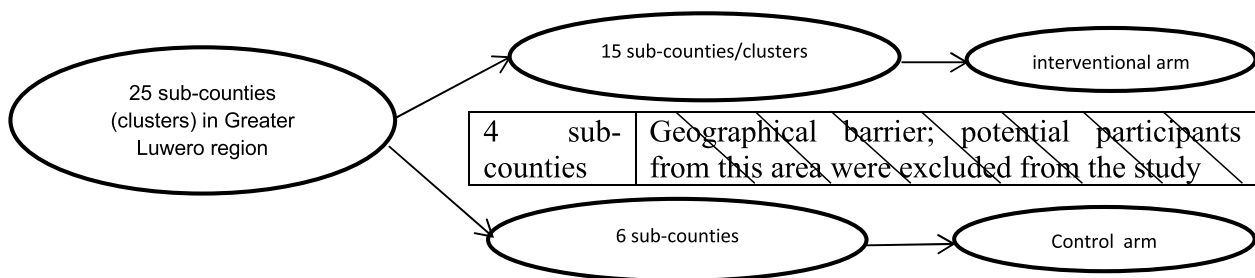 25 sub-counties
(clusters) in Greater
Luwero region
15 sub-counties/clusters
interventional arm
4 sub-
counties
Geographical barrier; potential participants
from this area were excluded from the study
6 sub-counties
Control arm